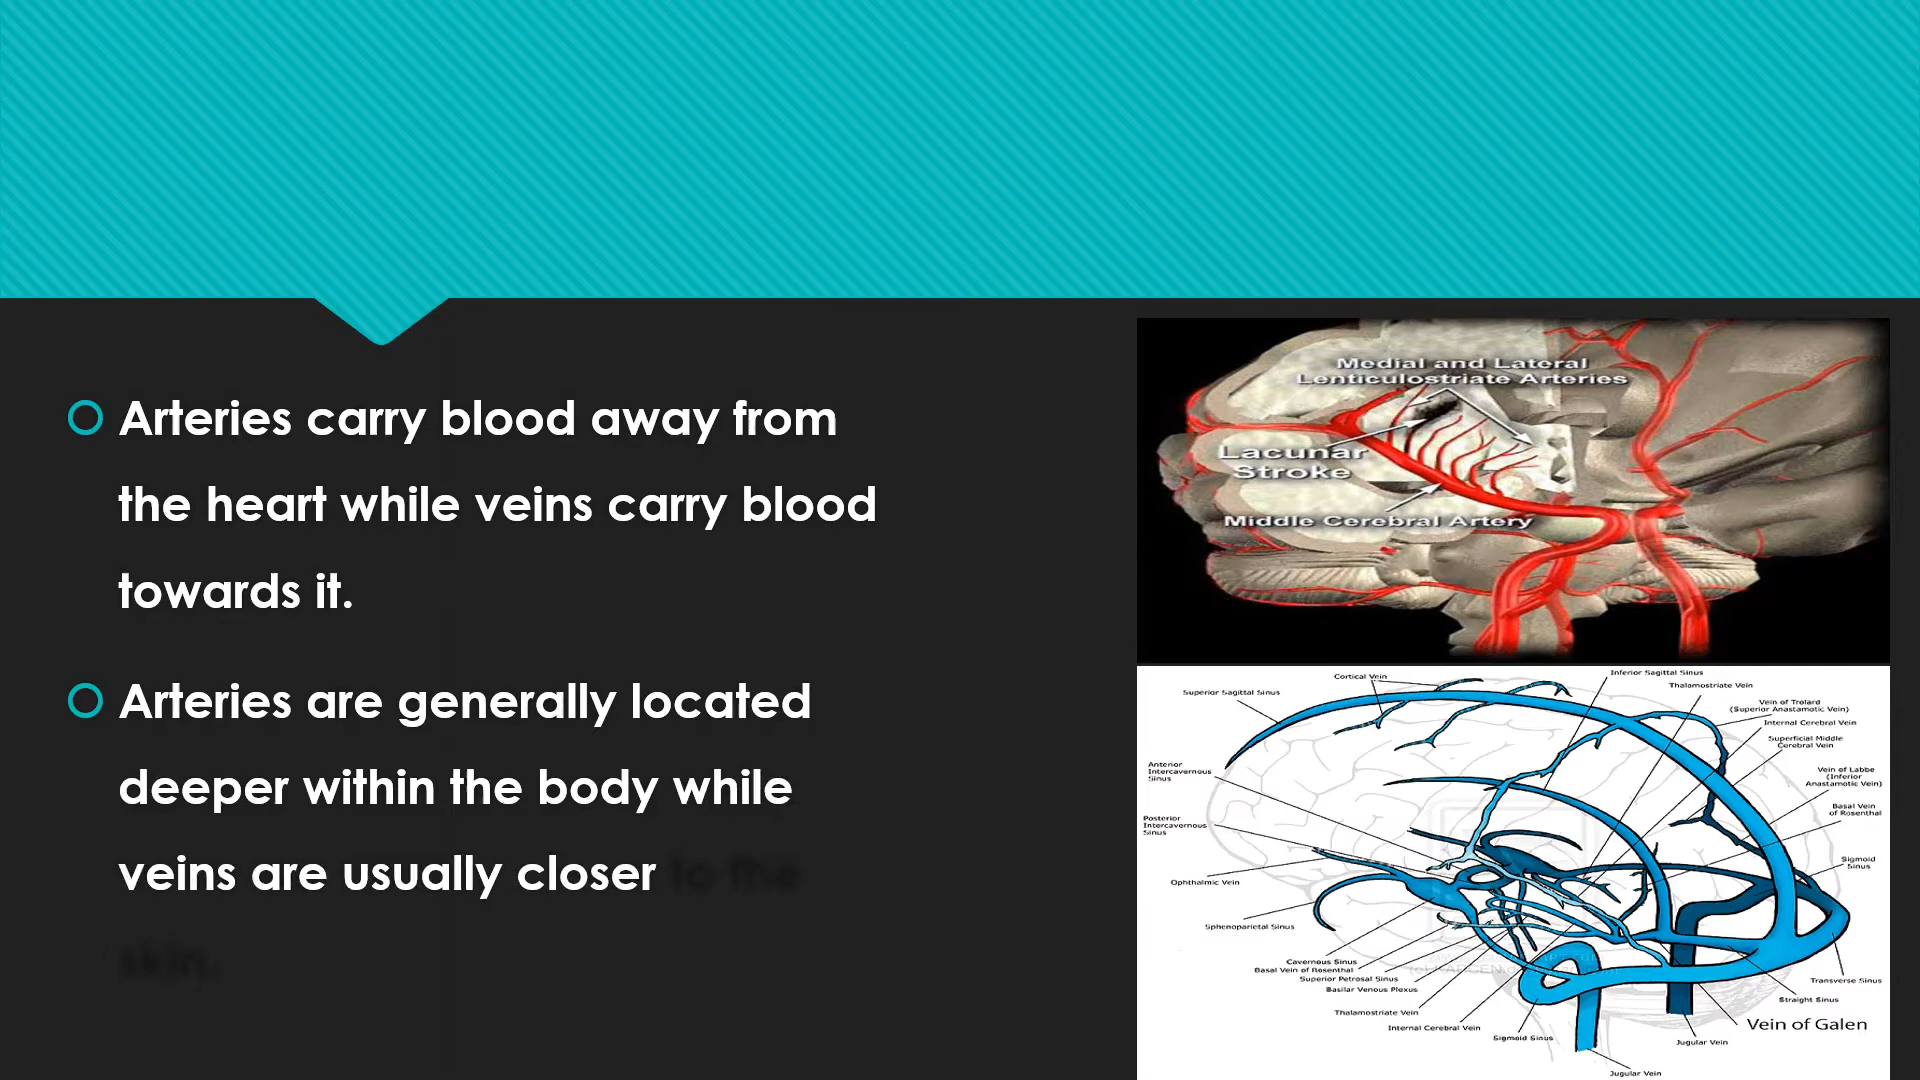 Arteries carry blood away from
the heart while veins carry blood
towards it.
Arteries are generally located
deeper within the body while
veins are usually closer to the
skin.
Medial and Lateral
Lenticulostriate Arteries
Lacunar
Stroke
Middle Cerebral Artery
Cortical Vein
Superior Sagittal Sinus
Inferior Sagittal Sinus
Thalamostriate Vein
Vein of Trolard
(Superior Anastamotic Vein)
Internal Cerebral Vein
Superficial Middle
Cerebral Vein
Vein of Labbe
(Inferior
Anastamotic Vein)
Basal Vein
of Rosenthal
Sigmoid
Sinus
Anterior
Intercavernous
Sinus
Posterior
Intercavernous
Sinus
Ophthalmic Vein
Sphenoparietal Sinus
Cavernous Sinus
Basal Vein of Rosenthal
Superior Petrosal Sinus
Basilar Venous Plexus
Thalamostriate Vein
Internal Cerebral Vein
Sigmoid Sinus
Transverse Sinus
Straight Sinus
Vein of Galen
Jugular Vein
Jugular Vein